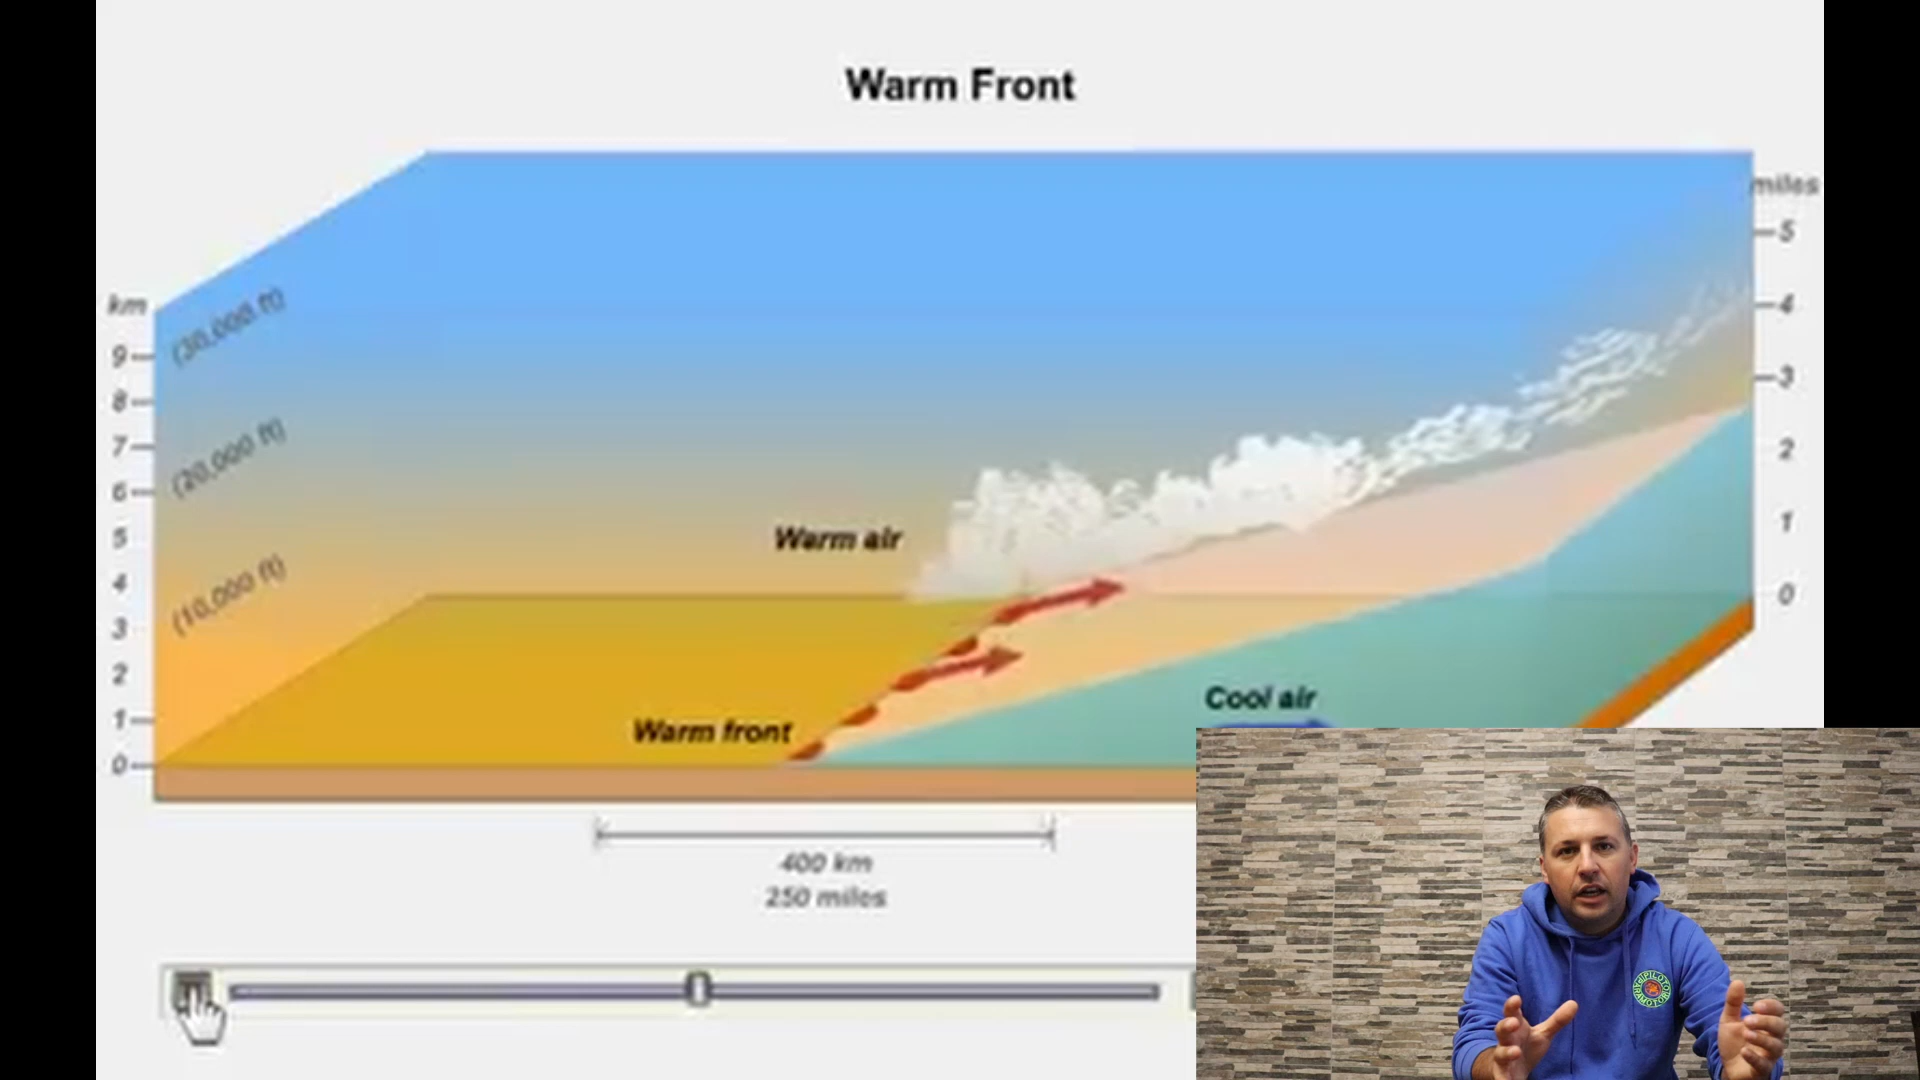 Warm Front
miles
5
4
3
2
1
0
km
9
8
7
6
5
4
3
2
1
0
(30,000 ft)
(20,000 ft)
(10,000 ft)
Warm air
Warm front
Cool air
400 km
250 miles